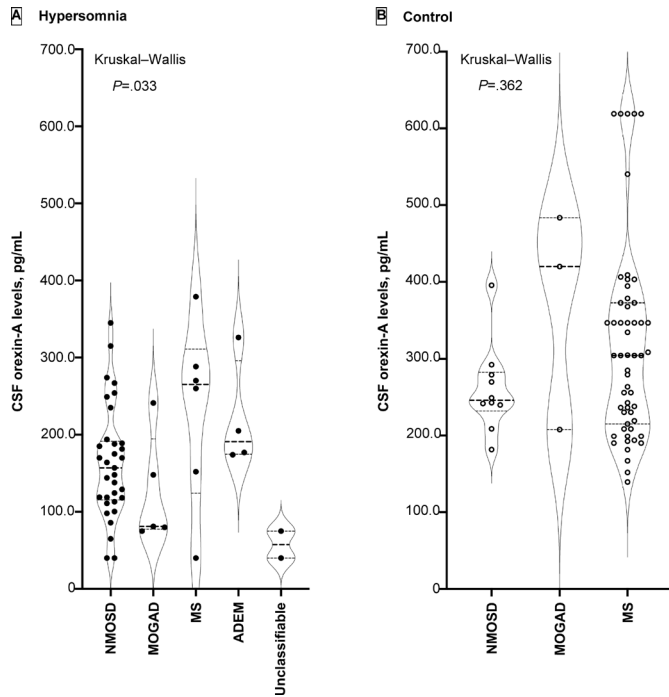 A Hypersomnia
700.0
600.0
500.0
400.0
300.0
200.0
100.0
0
CSF orexin-A levels, pg/mL
Kruskal–Wallis
P=.033
NMOSD
MOGAD
MS
ADEM
Unclassifiable
B Control
700.0
600.0
500.0
400.0
300.0
200.0
100.0
0
CSF orexin-A levels, pg/mL
Kruskal–Wallis
P=.362
NMOSD
MOGAD
MS